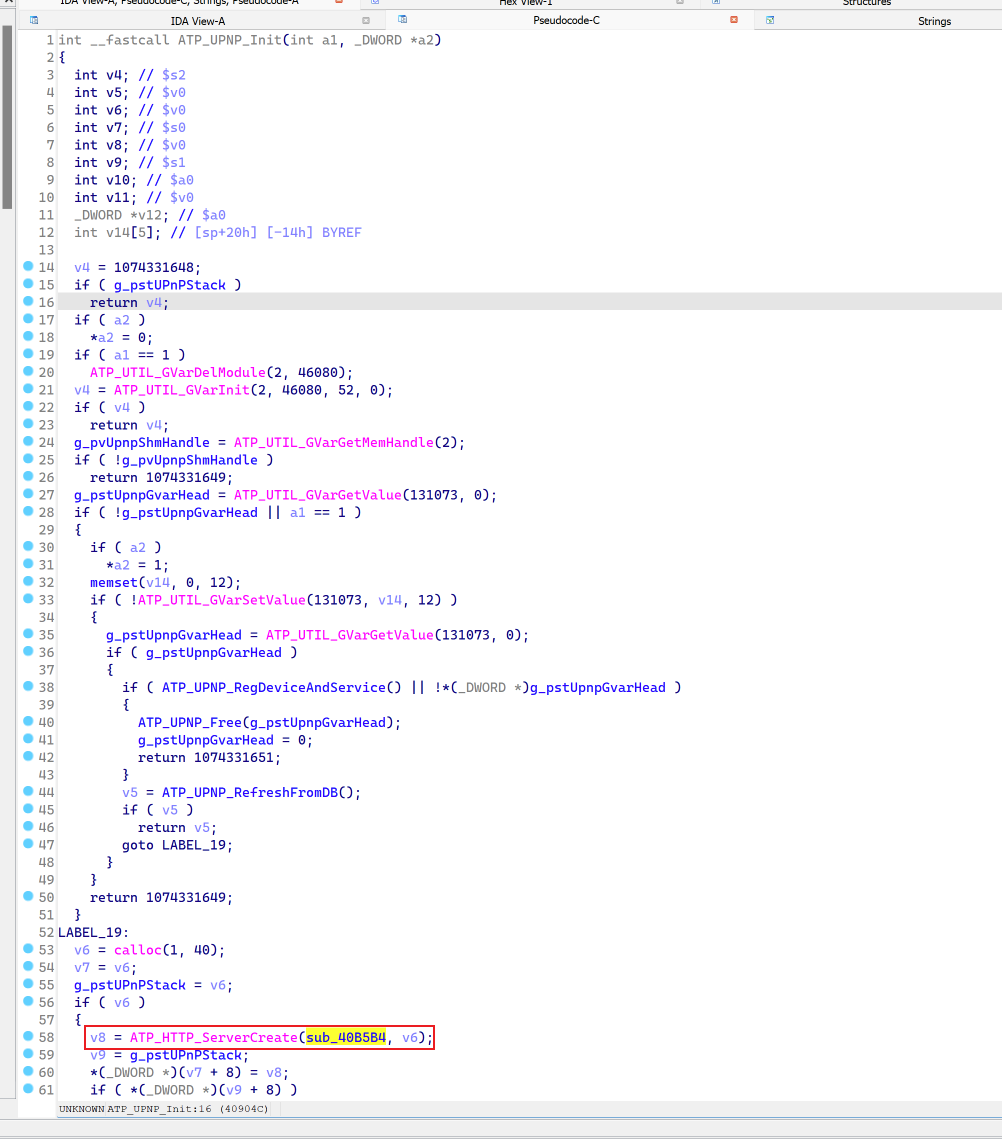 IDA View-A, Pseudocode-C, Strings, Pseudocode-A Hex View-1 Structures
IDA View-A Pseudocode-C Strings
1 int __fastcall ATP_UPNP_Init(int a1, _DWORD *a2)
2 {
3 int v4; // $s2
4 int v5; // $v0
5 int v6; // $v0
6 int v7; // $s0
7 int v8; // $v0
8 int v9; // $s1
9 int v10; // $a0
10 int v11; // $v0
11 _DWORD *v12; // $a0
12 int v14[5]; // [sp+20h] [-14h] BYREF
13
14 v4 = 1074331648;
15 if ( g_pstUPnPStack )
16 return v4;
17 if ( a2 )
18 *a2 = 0;
19 if ( a1 == 1 )
20 ATP_UTIL_GVarDelModule(2, 46080);
21 v4 = ATP_UTIL_GVarInit(2, 46080, 52, 0);
22 if ( v4 )
23 return v4;
24 g_pvUpnpShmHandle = ATP_UTIL_GVarGetMemHandle(2);
25 if ( !g_pvUpnpShmHandle )
26 return 1074331649;
27 g_pstUpnpGvarHead = ATP_UTIL_GVarGetValue(131073, 0);
28 if ( !g_pstUpnpGvarHead || a1 == 1 )
29 {
30 if ( a2 )
31 *a2 = 1;
32 memset(v14, 0, 12);
33 if ( !ATP_UTIL_GVarSetValue(131073, v14, 12) )
34 {
35 g_pstUpnpGvarHead = ATP_UTIL_GVarGetValue(131073, 0);
36 if ( g_pstUpnpGvarHead )
37 {
38 if ( ATP_UPNP_RegDeviceAndService() || !*(_DWORD *)g_pstUpnpGvarHead )
39 {
40 ATP_UPNP_Free(g_pstUpnpGvarHead);
41 g_pstUpnpGvarHead = 0;
42 return 1074331651;
43 }
44 v5 = ATP_UPNP_RefreshFromDB();
45 if ( v5 )
46 return v5;
47 goto LABEL_19;
48 }
49 }
50 return 1074331649;
51 }
52 LABEL_19:
53 v6 = calloc(1, 40);
54 v7 = v6;
55 g_pstUPnPStack = v6;
56 if ( v6 )
57 {
58 v8 = ATP_HTTP_ServerCreate(sub_40B5B4, v6);
59 v9 = g_pstUPnPStack;
60 *(_DWORD *)(v7 + 8) = v8;
61 if ( *(_DWORD *)(v9 + 8) )
UNKNOWN ATP_UPNP_Init:16 (40904C)